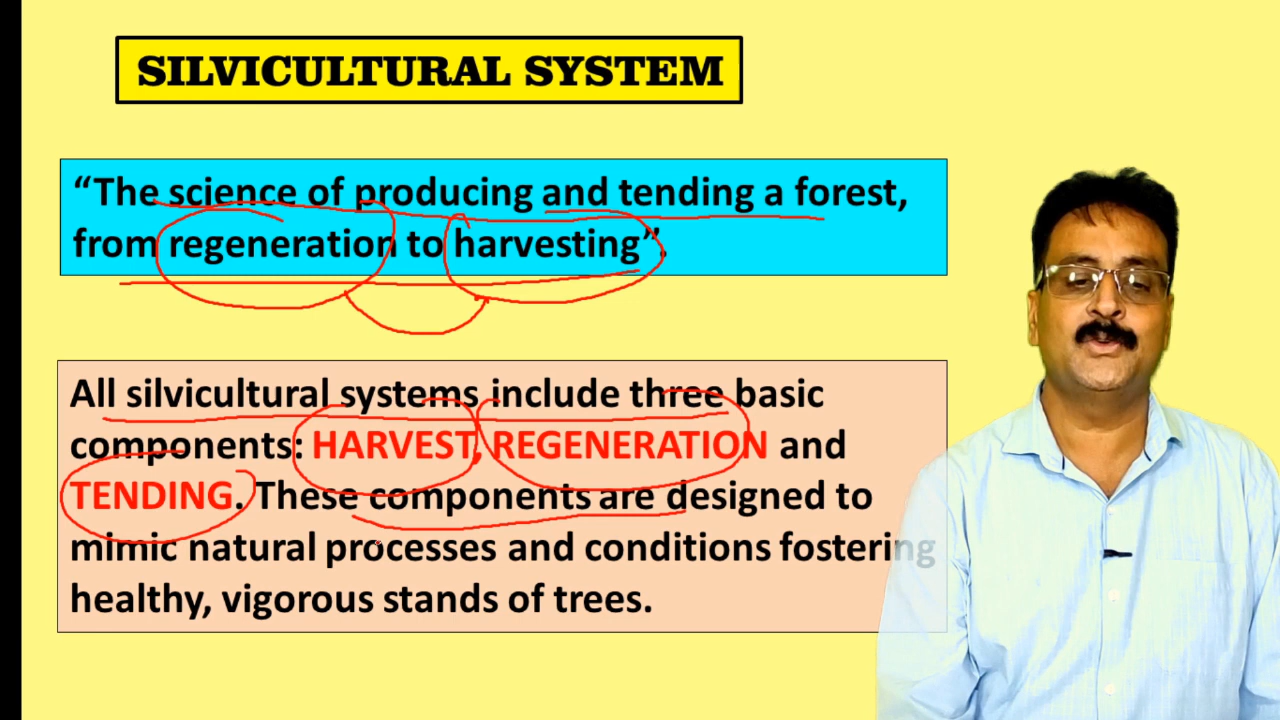 SILVICULTURAL SYSTEM
“The science of producing and tending a forest,
from regeneration to harvesting”.
All silvicultural systems include three basic
components: HARVEST, REGENERATION and
TENDING. These components are designed to
mimic natural processes and conditions fostering
healthy, vigorous stands of trees.